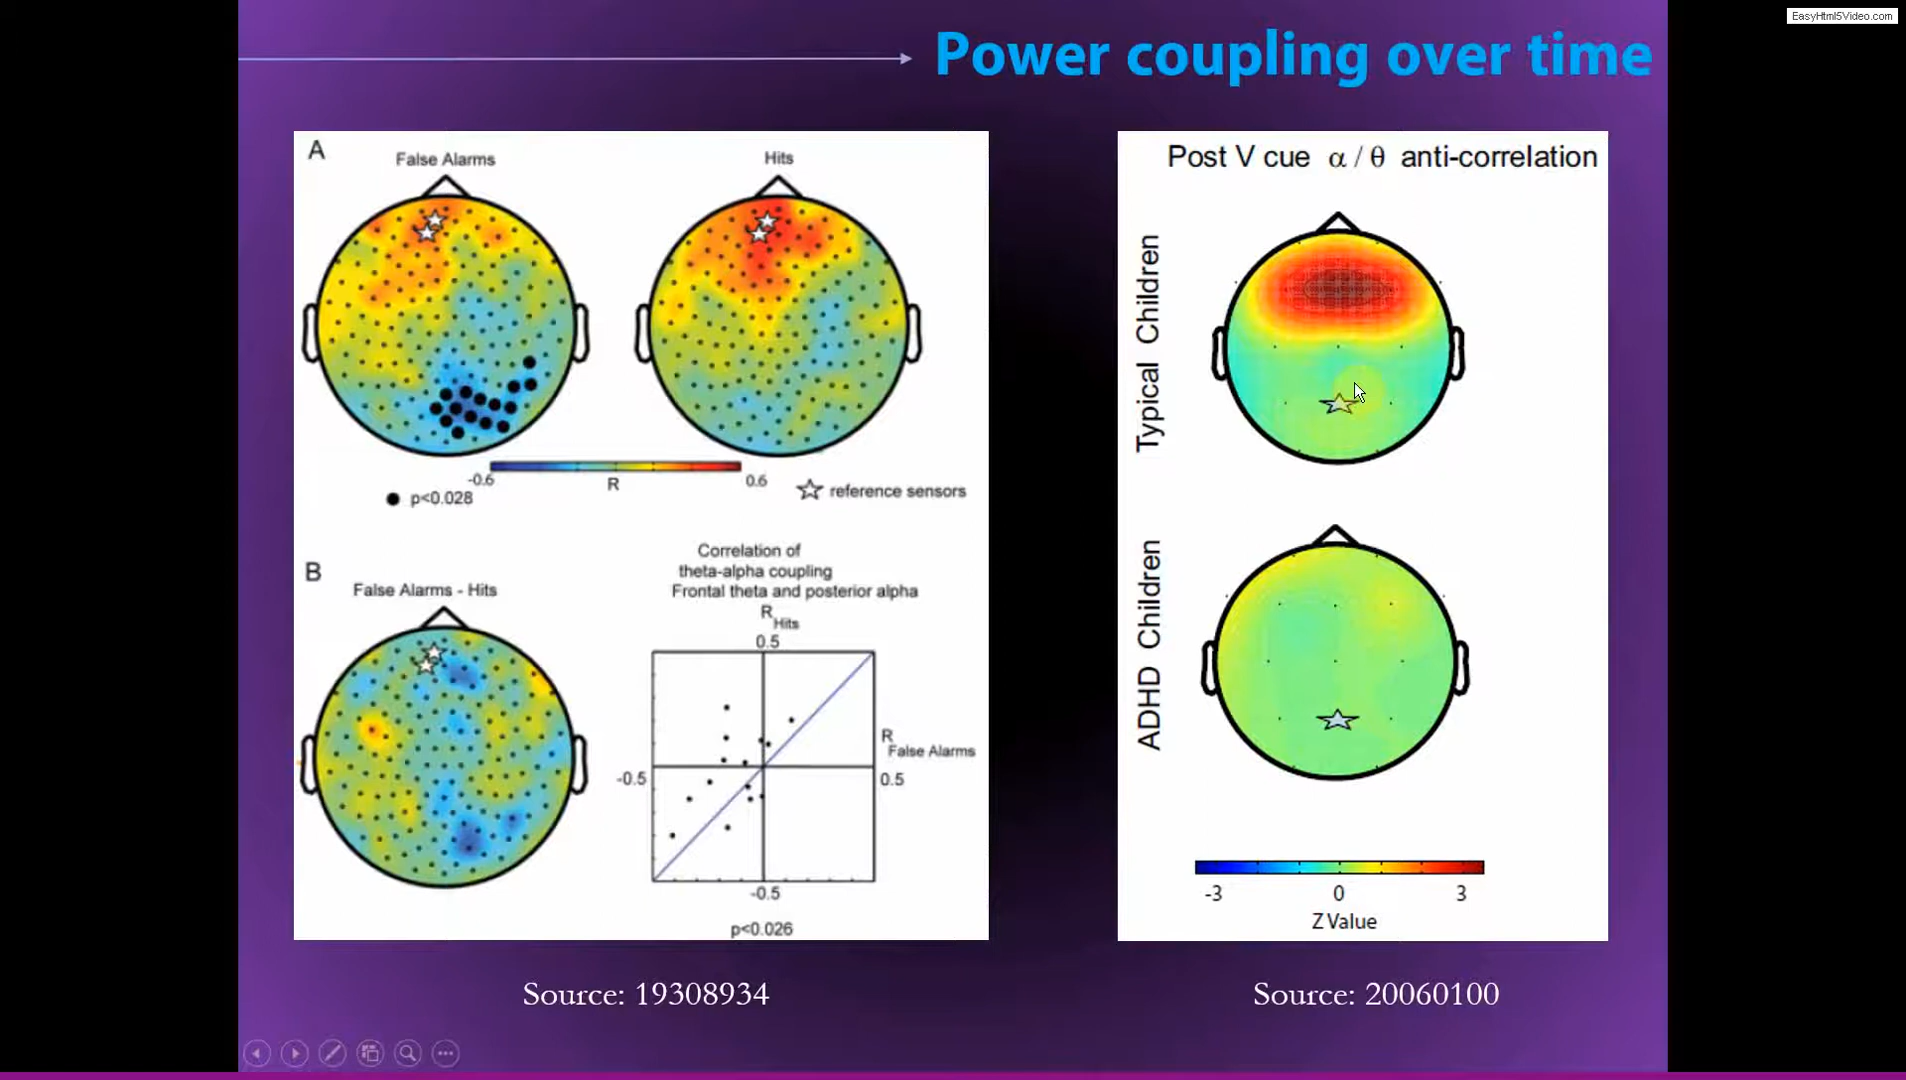 EasyHtml5Video.com
Power coupling over time
A
False Alarms
Hits
-0.6
R
0.6
p<0.028
reference sensors
B
False Alarms - Hits
Correlation of
theta-alpha coupling
Frontal theta and posterior alpha
R Hits
0.5
-0.5
R False Alarms
0.5
-0.5
p<0.026
Source: 19308934
Post V cue α / θ anti-correlation
Typical Children
ADHD Children
-3
0
3
Z Value
Source: 20060100